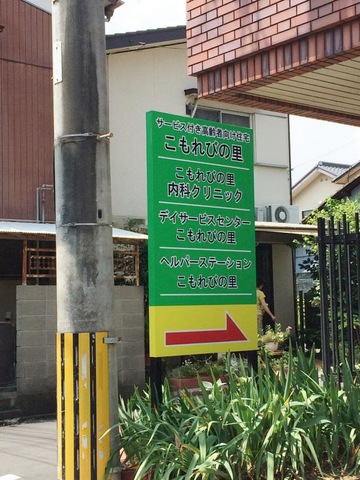 サービス付き高齢者向け住宅
こもれびの里
こもれびの里
内科クリニック
デイサービスセンター
こもれびの里
ヘルパーステーション
こもれびの里